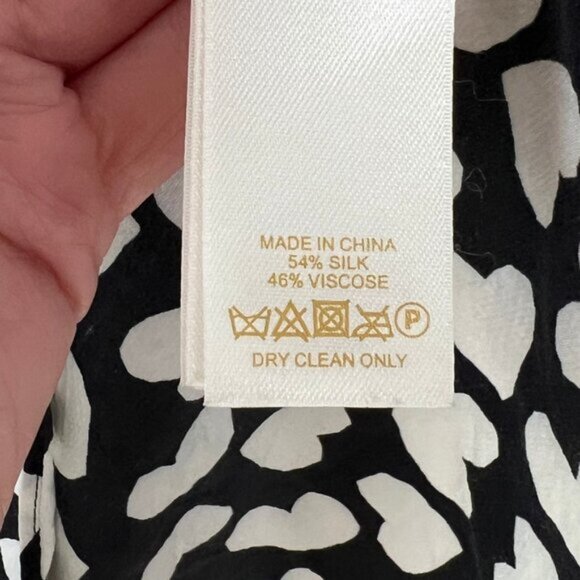 MADE IN CHINA
54% SILK
46% VISCOSE
P
DRY CLEAN ONLY